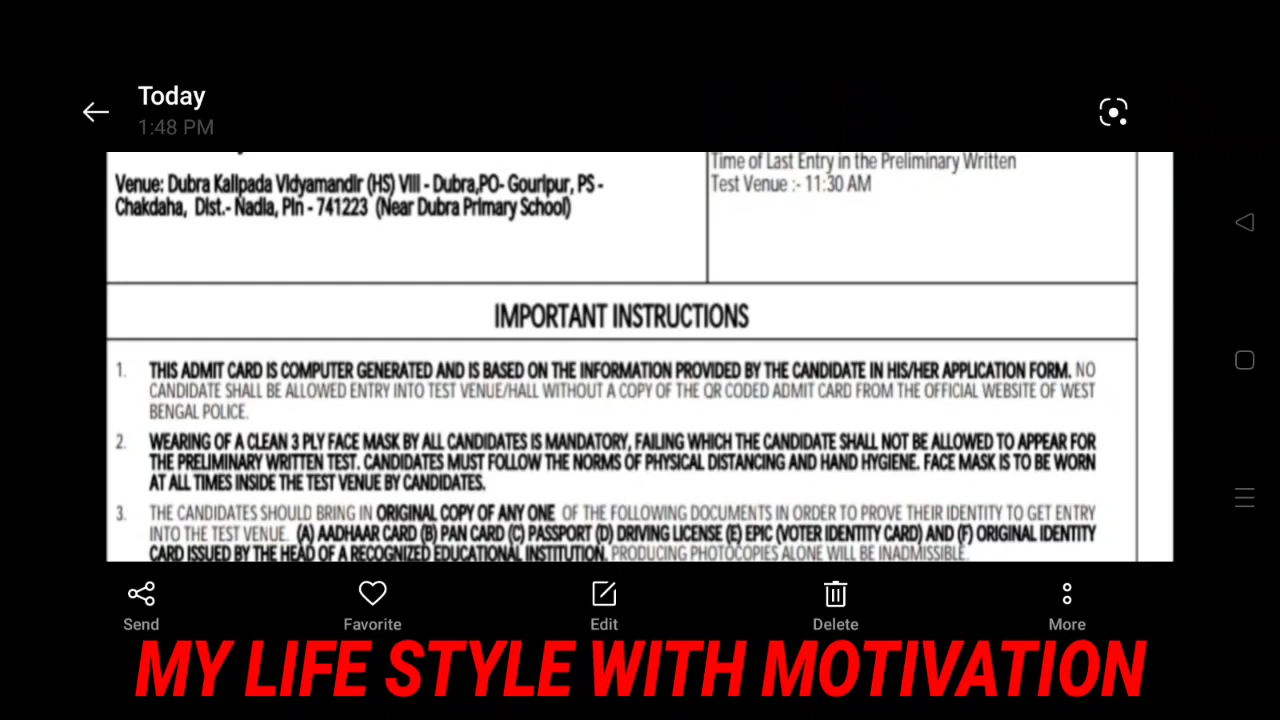 Today
1:48 PM
Time of Last Entry in the Preliminary Written
Test Venue :- 11:30 AM
Venue: Dubra Kalipada Vidyamandir (HS) Vill - Dubra,PO- Gouripur, PS -
Chakdaha, Dist.- Nadia, Pin - 741223 (Near Dubra Primary School)
IMPORTANT INSTRUCTIONS
1. THIS ADMIT CARD IS COMPUTER GENERATED AND IS BASED ON THE INFORMATION PROVIDED BY THE CANDIDATE IN HIS/HER APPLICATION FORM. NO
CANDIDATE SHALL BE ALLOWED ENTRY INTO TEST VENUE/HALL WITHOUT A COPY OF THE QR CODED ADMIT CARD FROM THE OFFICIAL WEBSITE OF WEST
BENGAL POLICE.
2. WEARING OF A CLEAN 3 PLY FACE MASK BY ALL CANDIDATES IS MANDATORY, FAILING WHICH THE CANDIDATE SHALL NOT BE ALLOWED TO APPEAR FOR
THE PRELIMINARY WRITTEN TEST. CANDIDATES MUST FOLLOW THE NORMS OF PHYSICAL DISTANCING AND HAND HYGIENE. FACE MASK IS TO BE WORN
AT ALL TIMES INSIDE THE TEST VENUE BY CANDIDATES.
3. THE CANDIDATES SHOULD BRING IN ORIGINAL COPY OF ANY ONE OF THE FOLLOWING DOCUMENTS IN ORDER TO PROVE THEIR IDENTITY TO GET ENTRY
INTO THE TEST VENUE. (A) AADHAAR CARD (B) PAN CARD (C) PASSPORT (D) DRIVING LICENSE (E) EPIC (VOTER IDENTITY CARD) AND (F) ORIGINAL IDENTITY
CARD ISSUED BY THE HEAD OF A RECOGNIZED EDUCATIONAL INSTITUTION. PRODUCING PHOTOCOPIES ALONE WILL BE INADMISSIBLE.
Send Favorite Edit Delete More
MY LIFE STYLE WITH MOTIVATION